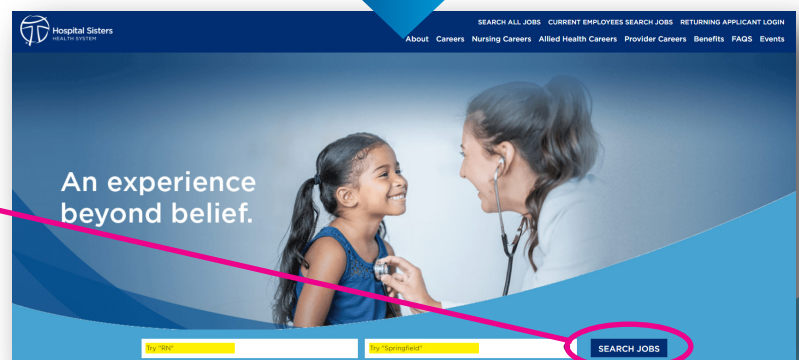 Hospital Sisters
HEALTH SYSTEM
SEARCH ALL JOBS CURRENT EMPLOYEES SEARCH JOBS RETURNING APPLICANT LOGIN
About Careers Nursing Careers Allied Health Careers Provider Careers Benefits FAQS Events
An experience
beyond belief.
Try "RN" Try "Springfield" SEARCH JOBS